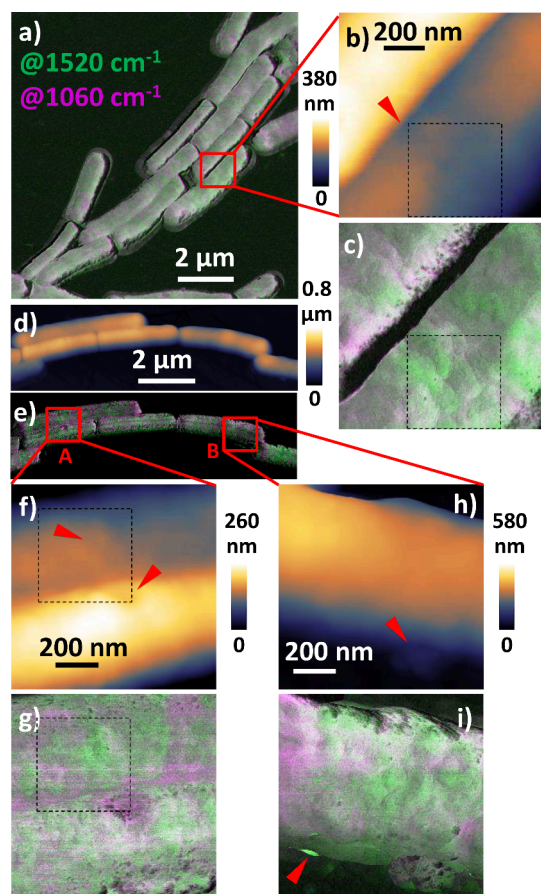 a)
@1520 cm-1
@1060 cm-1
2 µm
b)
200 nm
380
nm
0
c)
d)
2 µm
0.8
µm
0
e)
A
B
f)
200 nm
260
nm
0
h)
200 nm
580
nm
0
g)
i)